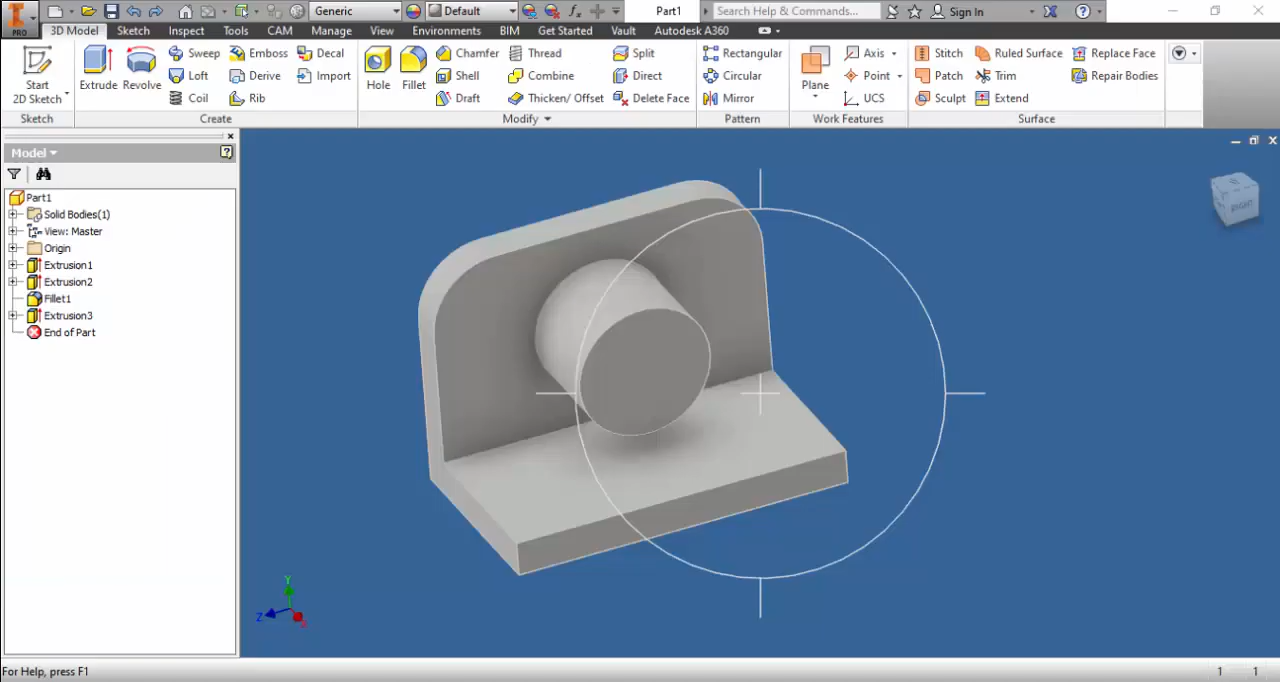 Generic
Default
Part1
Search Help & Commands...
Sign In
PRO
3D Model Sketch Inspect Tools CAM Manage View Environments BIM Get Started Vault Autodesk A360
Start
2D Sketch
Extrude
Revolve
Sweep
Loft
Coil
Emboss
Derive
Rib
Decal
Import
Hole
Fillet
Chamfer
Shell
Draft
Thread
Combine
Thicken/ Offset
Split
Direct
Delete Face
Rectangular
Circular
Mirror
Plane
Axis
Point
UCS
Stitch
Patch
Sculpt
Ruled Surface
Trim
Extend
Replace Face
Repair Bodies
Sketch Create Modify Pattern Work Features Surface
Model
Part1
Solid Bodies(1)
View: Master
Origin
Extrusion1
Extrusion2
Fillet1
Extrusion3
End of Part
RIGHT
Y
Z
For Help, press F1
1 1